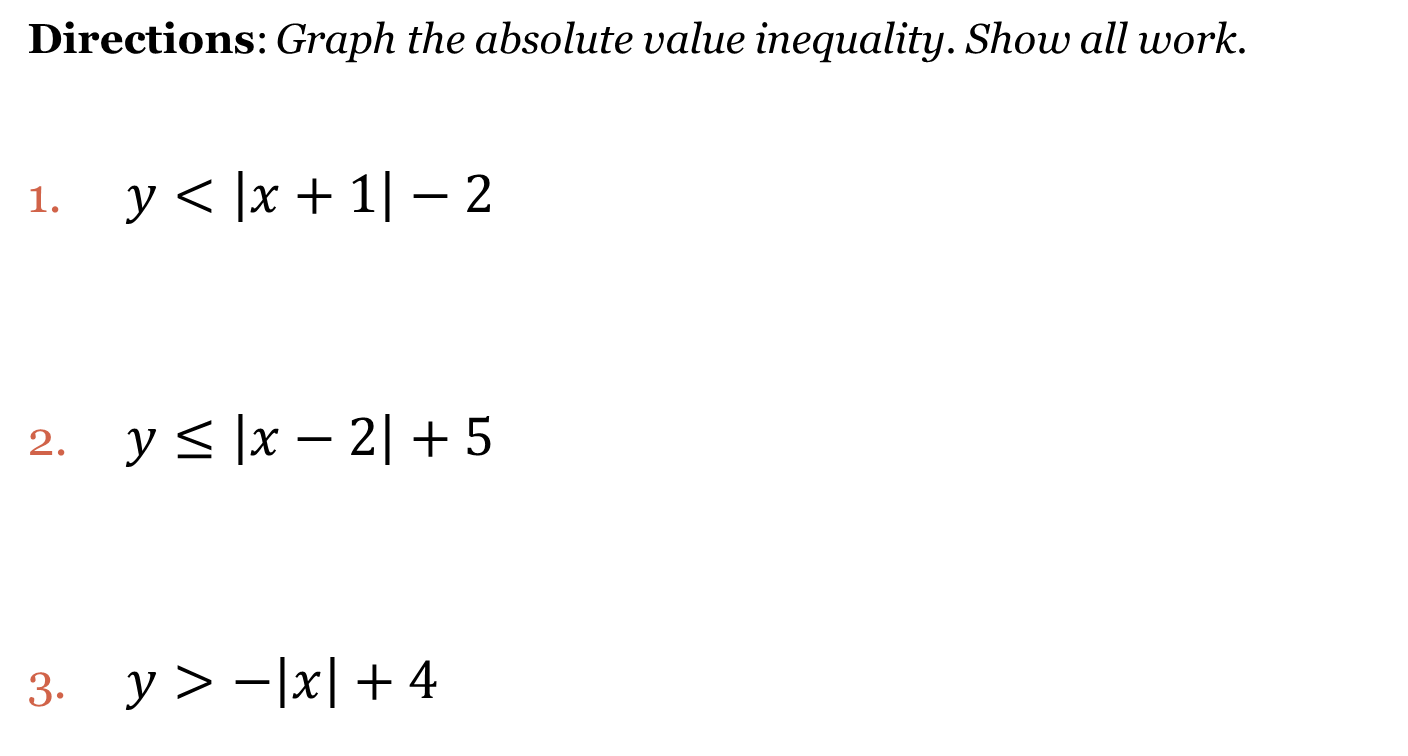 Directions: Graph the absolute value inequality. Show all work.
1. y < |x + 1| − 2
2. y ≤ |x − 2| + 5
3. y > −|x| + 4